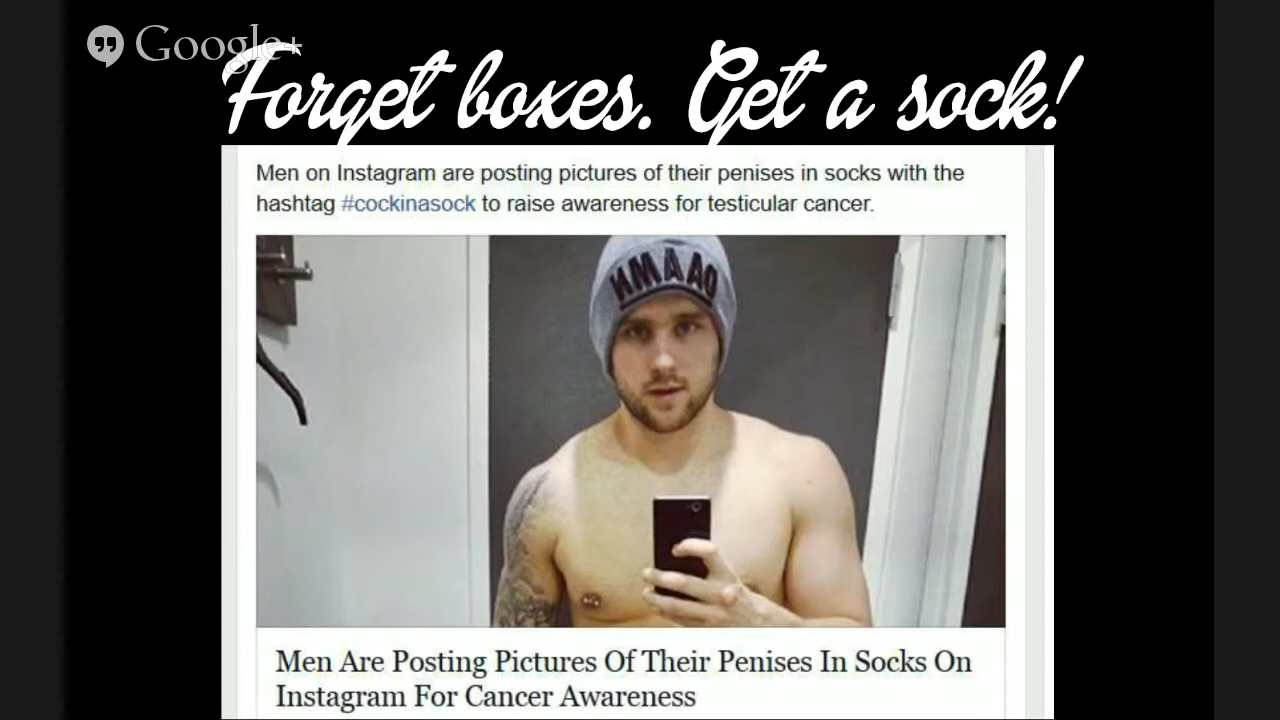 Google+
Forget boxes. Get a sock!
Men on Instagram are posting pictures of their penises in socks with the
hashtag #cockinasock to raise awareness for testicular cancer.
DAAMN
Men Are Posting Pictures Of Their Penises In Socks On
Instagram For Cancer Awareness